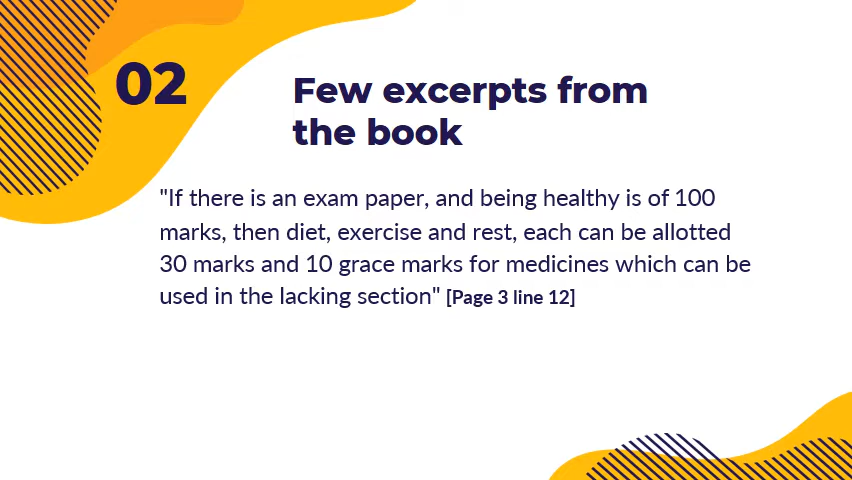 02
Few excerpts from
the book
"If there is an exam paper, and being healthy is of 100
marks, then diet, exercise and rest, each can be allotted
30 marks and 10 grace marks for medicines which can be
used in the lacking section" [Page 3 line 12]